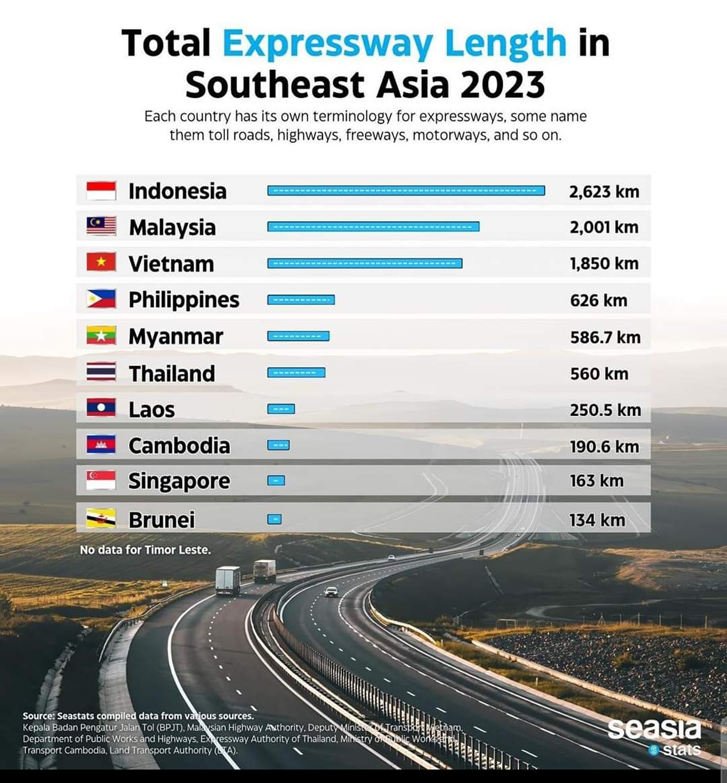 Total Expressway Length in
Southeast Asia 2023
Each country has its own terminology for expressways, some name
them toll roads, highways, freeways, motorways, and so on.
Indonesia 2,623 km
Malaysia 2,001 km
Vietnam 1,850 km
Philippines 626 km
Myanmar 586.7 km
Thailand 560 km
Laos 250.5 km
Cambodia 190.6 km
Singapore 163 km
Brunei 134 km
No data for Timor Leste.
Source: Seastats compiled data from various sources.
Kepala Badan Pengatur Jalan Tol (BPJT), Malaysian Highway Authority, Deputy Minister of Transport Vietnam,
Department of Public Works and Highways, Expressway Authority of Thailand, Ministry of Public Works and
Transport Cambodia, Land Transport Authority (LTA).
seasia
stats